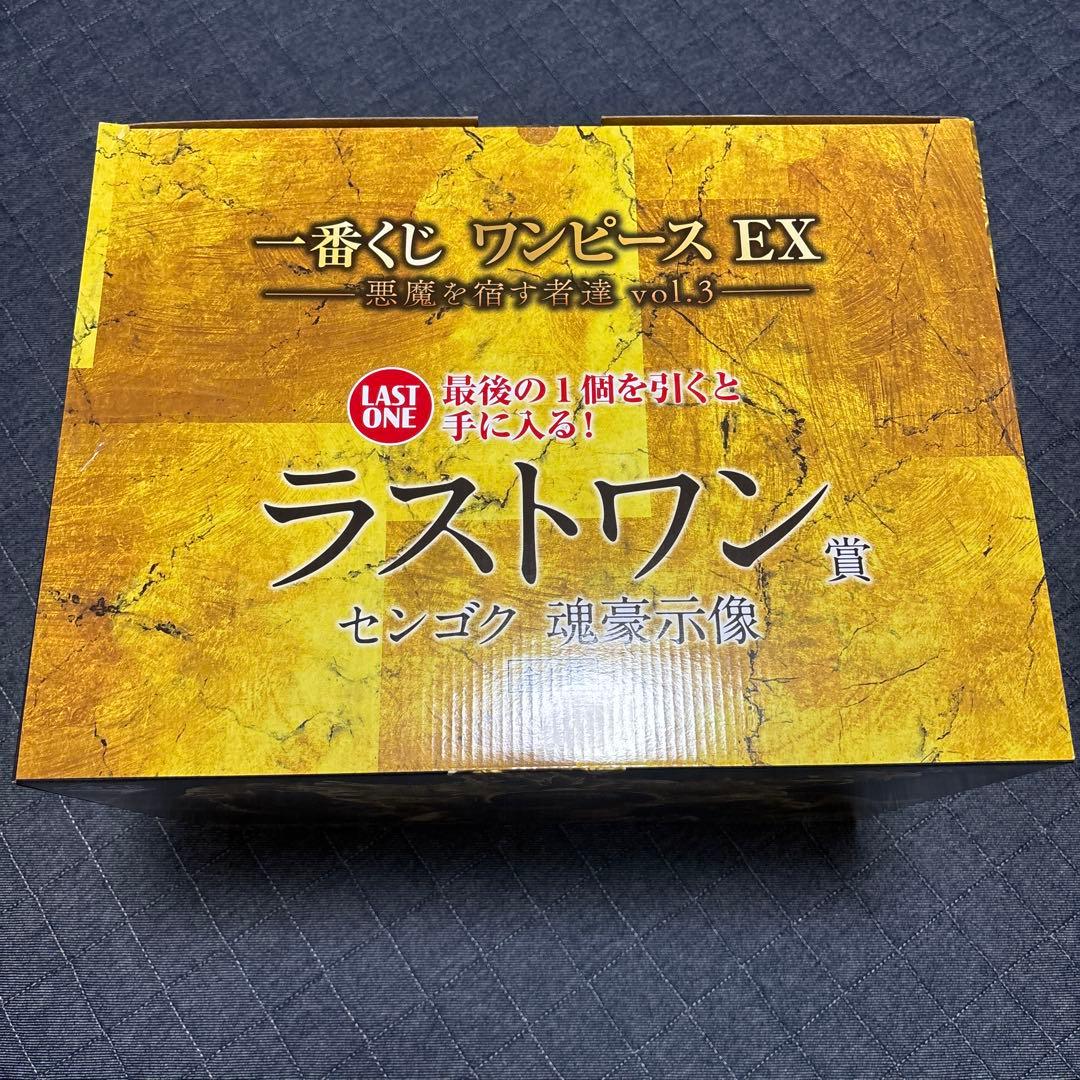 一番くじ ワンピース EX
悪魔を宿す者達 vol.3
LAST
ONE
最後の1個を引くと
手に入る!
ラストワン賞
センゴク 魂豪示像